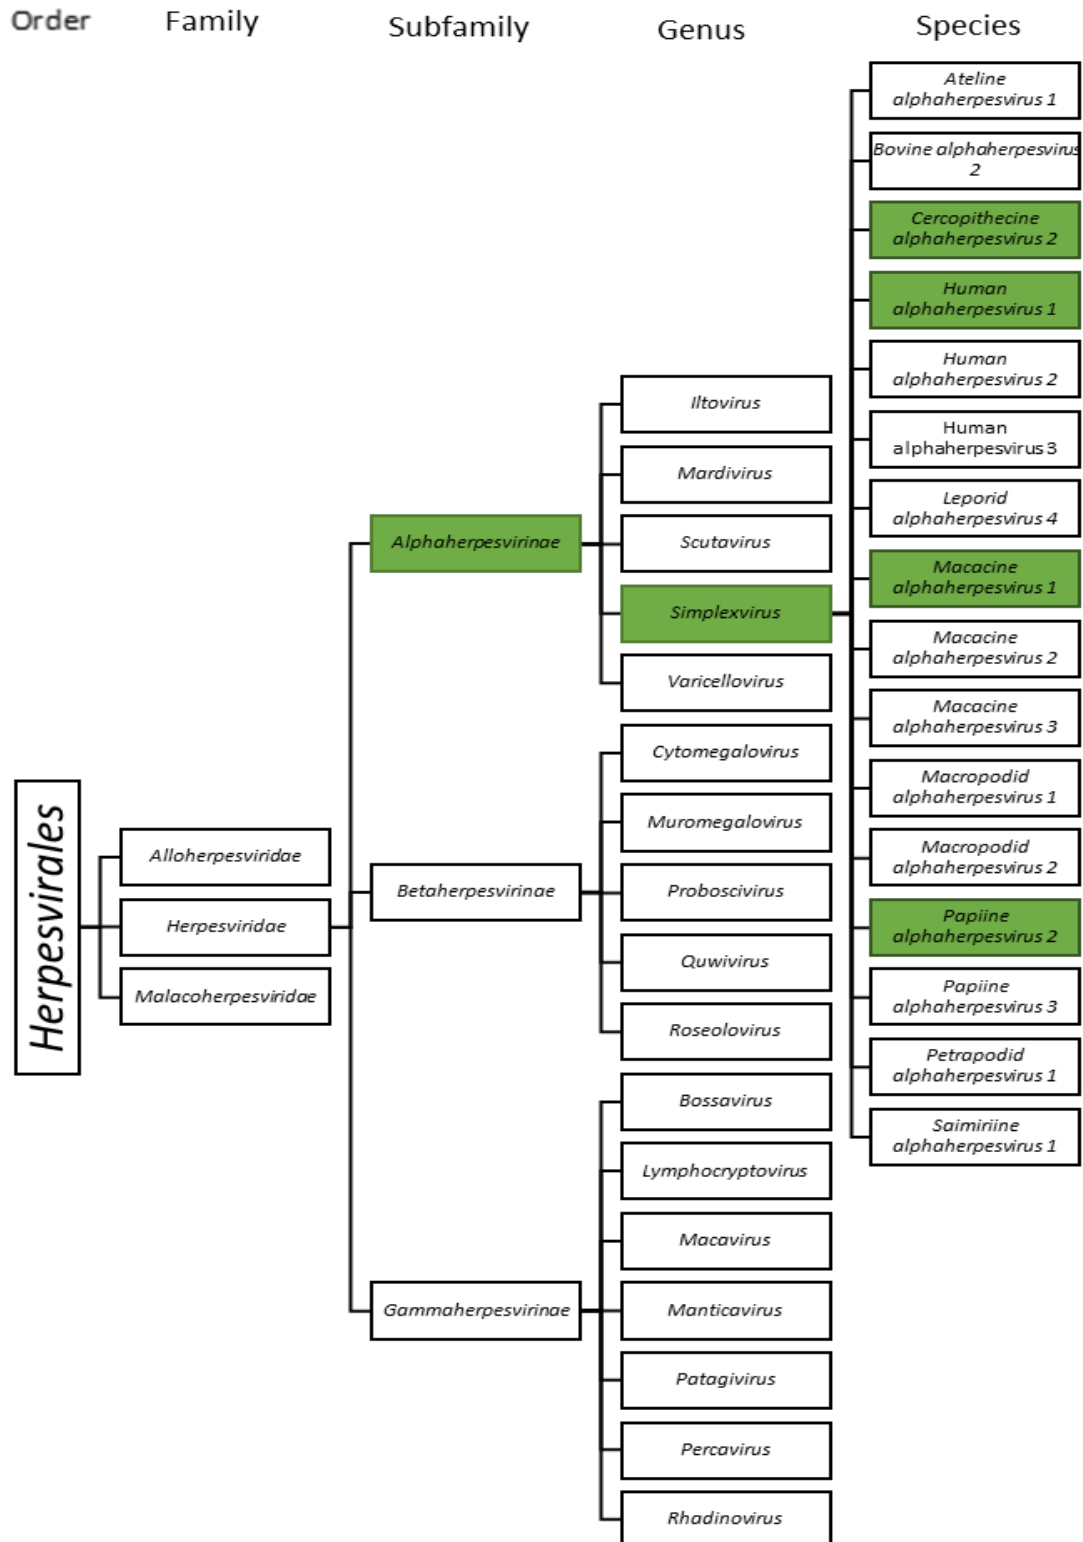 Order
Family
Subfamily
Genus
Species
Herpesvirales
Alloherpesviridae
Herpesviridae
Malacoherpesviridae
Alphaherpesvirinae
Betaherpesvirinae
Gammaherpesvirinae
Iltovirus
Mardivirus
Scutavirus
Simplexvirus
Varicellovirus
Cytomegalovirus
Muromegalovirus
Proboscivirus
Quwivirus
Roseolovirus
Bossavirus
Lymphocryptovirus
Macavirus
Manticavirus
Patagivirus
Percavirus
Rhadinovirus
Ateline
alphaherpesvirus 1
Bovine alphaherpesvirus
2
Cercopithecine
alphaherpesvirus 2
Human
alphaherpesvirus 1
Human
alphaherpesvirus 2
Human
alphaherpesvirus 3
Leporid
alphaherpesvirus 4
Macacine
alphaherpesvirus 1
Macacine
alphaherpesvirus 2
Macacine
alphaherpesvirus 3
Macropodid
alphaherpesvirus 1
Macropodid
alphaherpesvirus 2
Papiine
alphaherpesvirus 2
Papiine
alphaherpesvirus 3
Petrapodid
alphaherpesvirus 1
Saimiriine
alphaherpesvirus 1